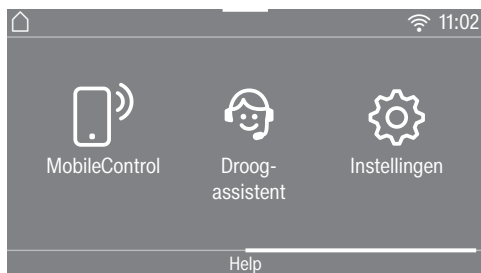 11:02
MobileControl
Droog-
assistent
Instellingen
Help